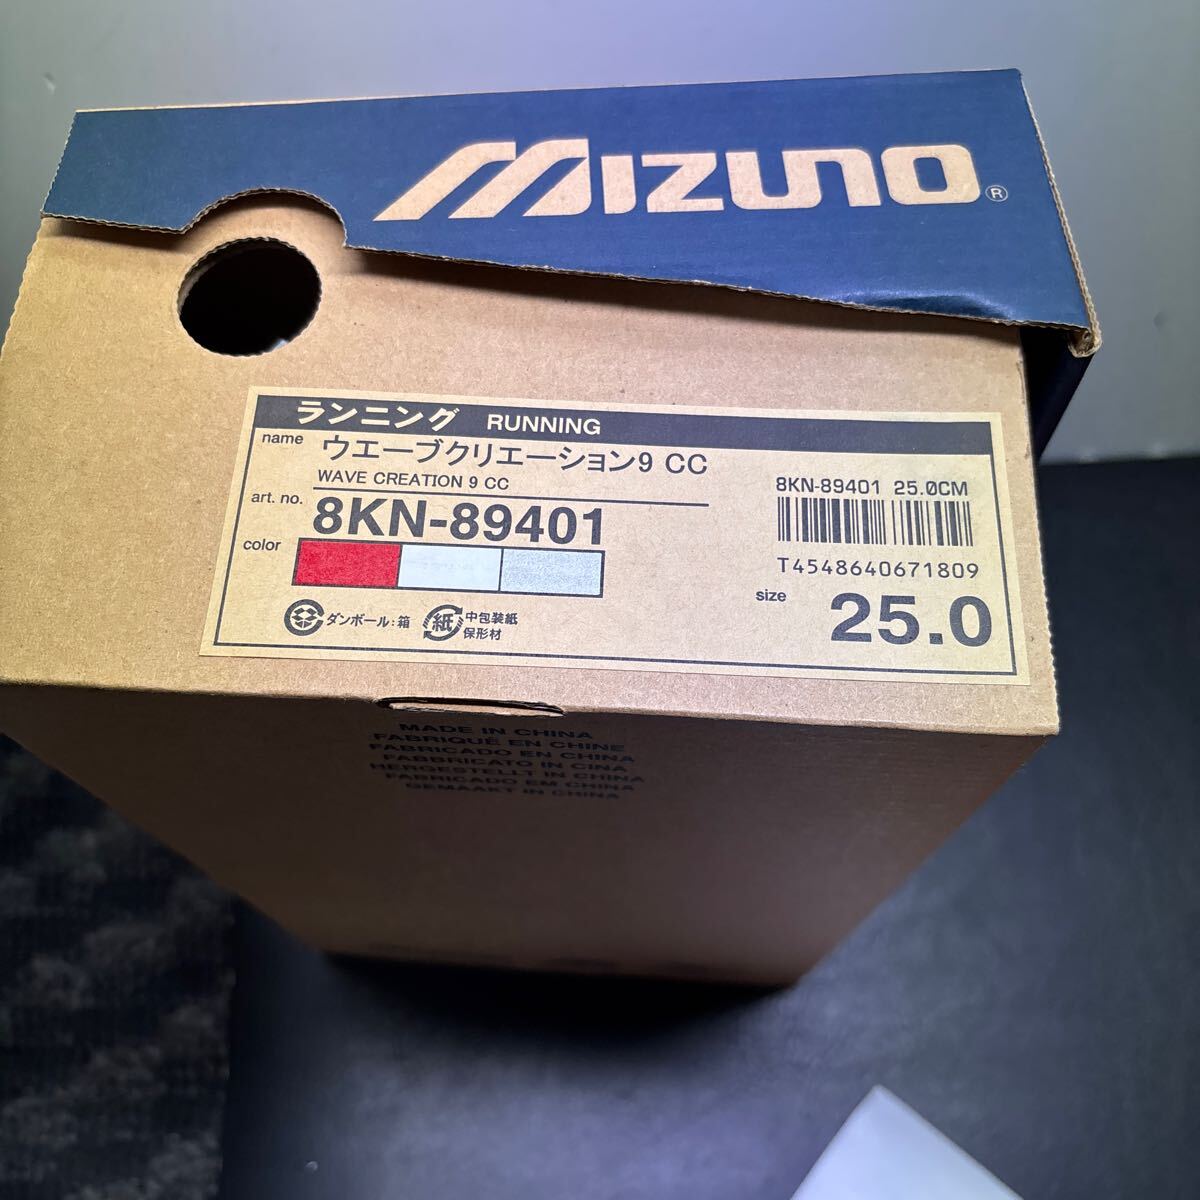 MIZUNO®
ランニング RUNNING
name ウエーブクリエーション9 CC
WAVE CREATION 9 CC
art. no. 8KN-89401
color
ダンボール:箱
紙 中包装紙
保形材
8KN-89401 25.0CM
T4548640671809
size 25.0
MADE IN CHINA
FABRIQUÉ EN CHINE
FABRICADO EN CHINA
FABBRICATO IN CINA
HERGESTELLT IN CHINA
FABRICADO EM CHINA
GEMAAKT IN CHINA